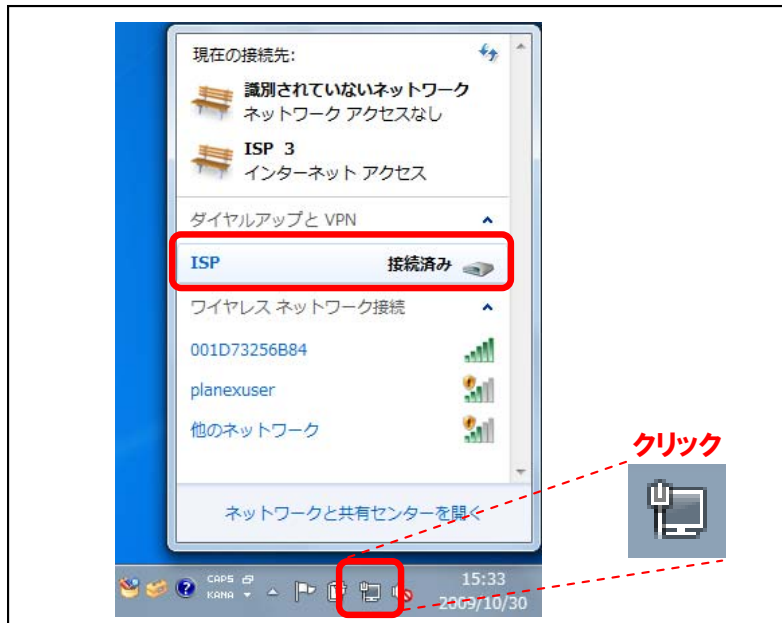 現在の接続先:
識別されていないネットワーク
ネットワーク アクセスなし
ISP 3
インターネット アクセス
ダイヤルアップと VPN
ISP 接続済み
ワイヤレス ネットワーク接続
001D73256B84
planexuser
他のネットワーク
ネットワークと共有センターを開く
クリック
CAPS
KANA
15:33
2009/10/30